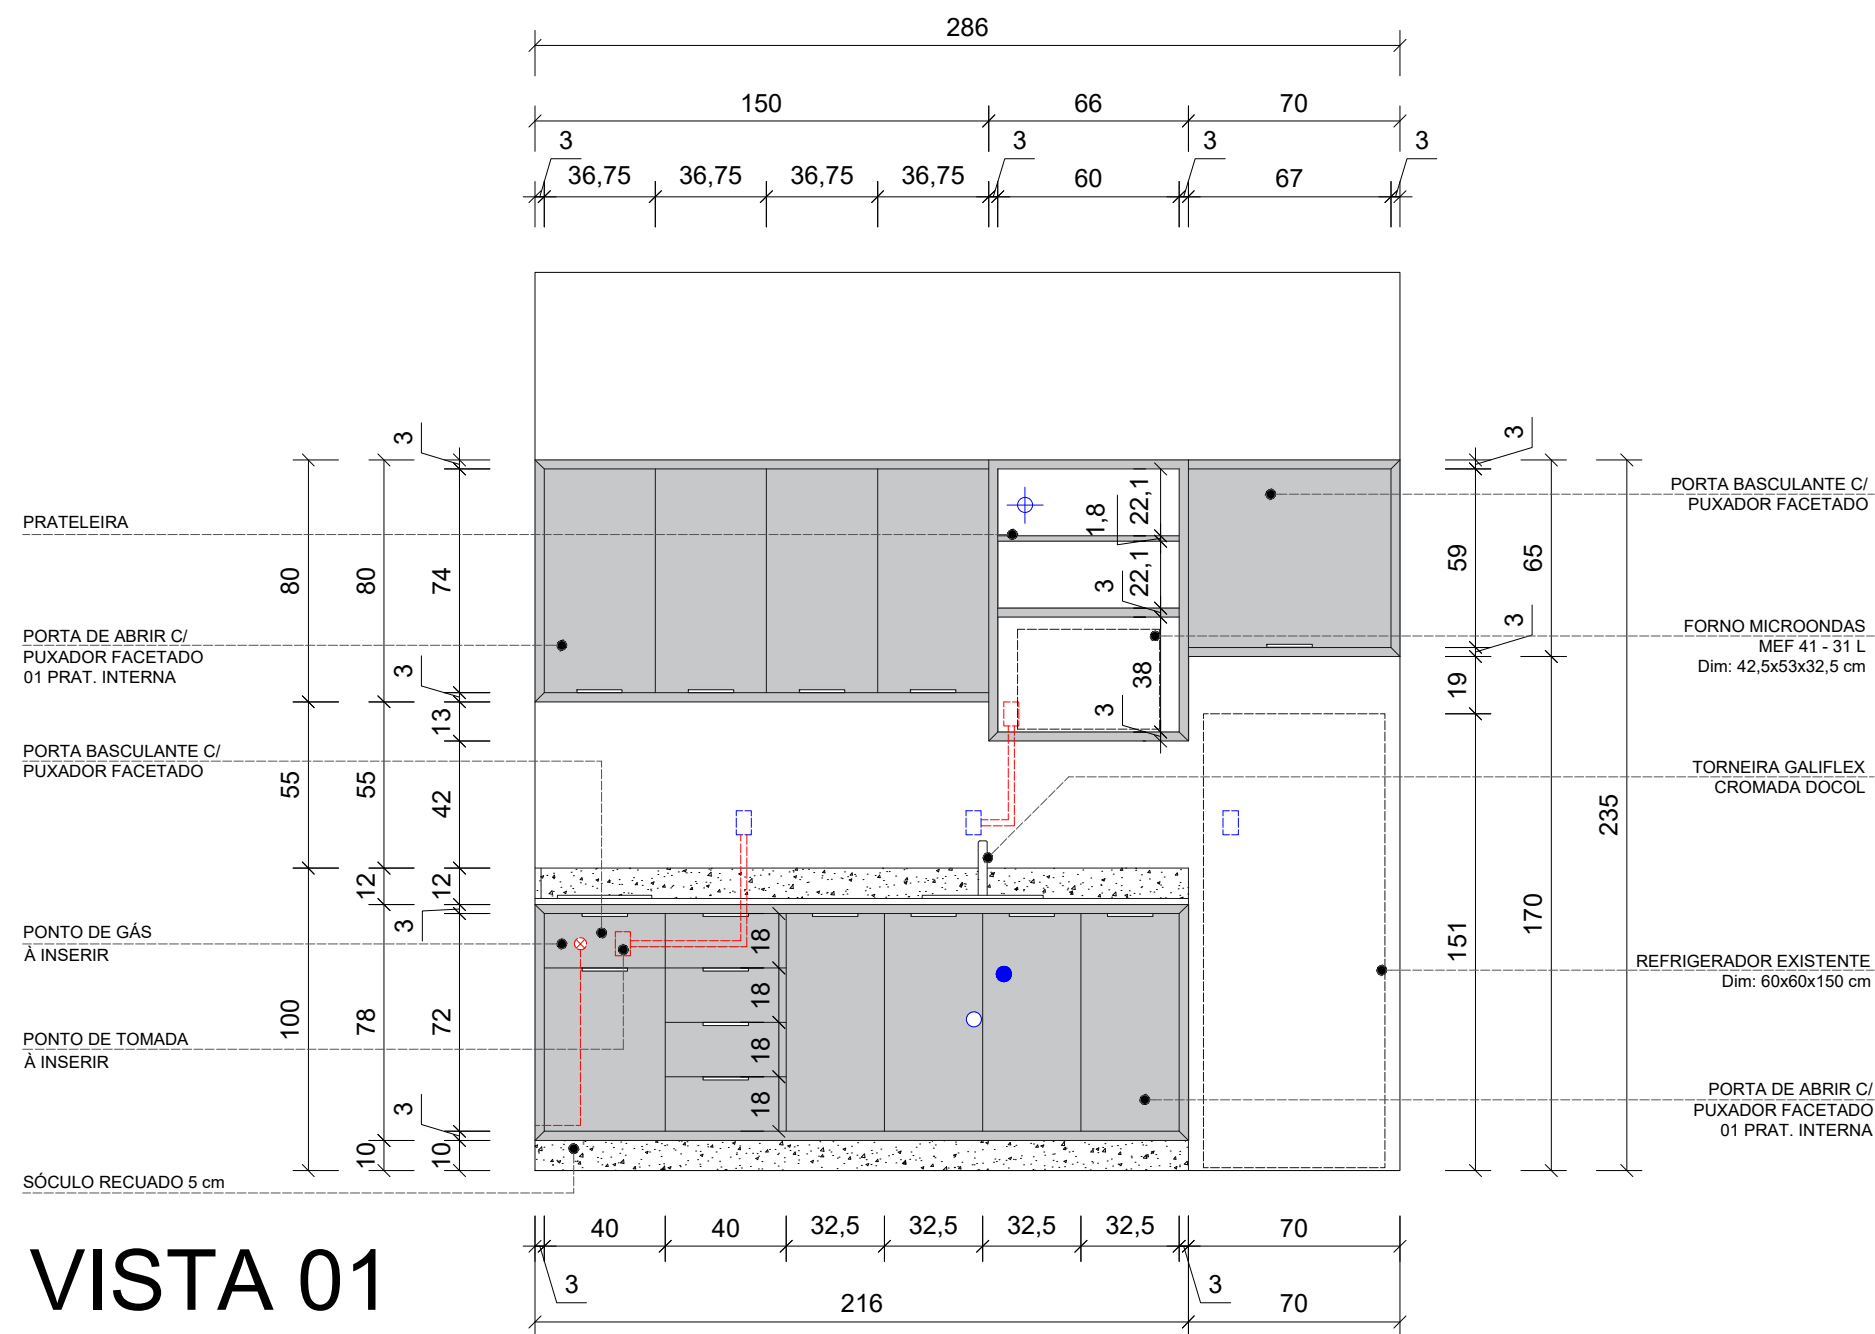 286
150 66 70
3 3 3 3
36,75 36,75 36,75 36,75 60 67
PRATELEIRA
PORTA DE ABRIR C/
PUXADOR FACETADO
01 PRAT. INTERNA
PORTA BASCULANTE C/
PUXADOR FACETADO
PONTO DE GÁS
À INSERIR
PONTO DE TOMADA
À INSERIR
SÓCULO RECUADO 5 cm
80
55
100
80
55
12
78
10
3
74
3
13
42
12
3
72
3
10
22,1
1,8
22,1
3
38
3
18
18
18
18
3
59
3
19
151
65
170
235
PORTA BASCULANTE C/
PUXADOR FACETADO
FORNO MICROONDAS
MEF 41 - 31 L
Dim: 42,5x53x32,5 cm
TORNEIRA GALIFLEX
CROMADA DOCOL
REFRIGERADOR EXISTENTE
Dim: 60x60x150 cm
PORTA DE ABRIR C/
PUXADOR FACETADO
01 PRAT. INTERNA
40 40 32,5 32,5 32,5 32,5 70
3 3
216 70
VISTA 01